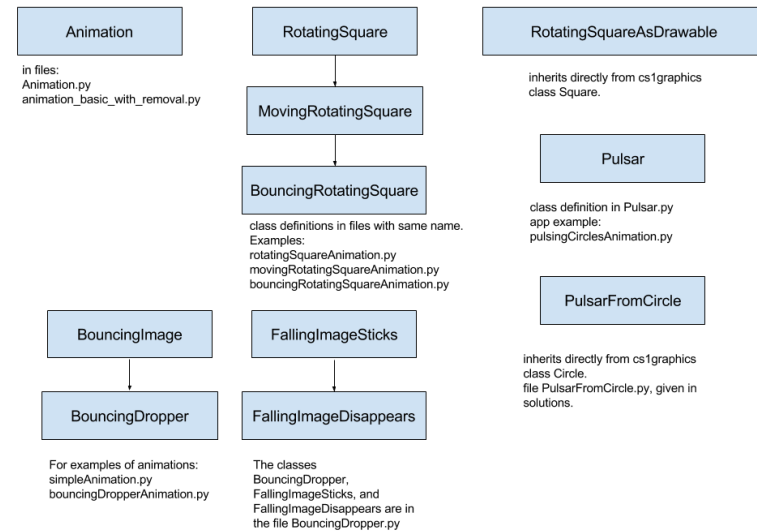 Animation
in files:
Animation.py
animation_basic_with_removal.py
RotatingSquare
MovingRotatingSquare
BouncingRotatingSquare
class definitions in files with same name.
Examples:
rotatingSquareAnimation.py
movingRotatingSquareAnimation.py
bouncingRotatingSquareAnimation.py
RotatingSquareAsDrawable
inherits directly from cs1graphics
class Square.
Pulsar
class definition in Pulsar.py
app example:
pulsingCirclesAnimation.py
PulsarFromCircle
inherits directly from cs1graphics
class Circle.
file PulsarFromCircle.py, given in
solutions.
BouncingImage
BouncingDropper
For examples of animations:
simpleAnimation.py
bouncingDropperAnimation.py
FallingImageSticks
FallingImageDisappears
The classes
BouncingDropper,
FallingImageSticks, and
FallingImageDisappears are in
the file BouncingDropper.py